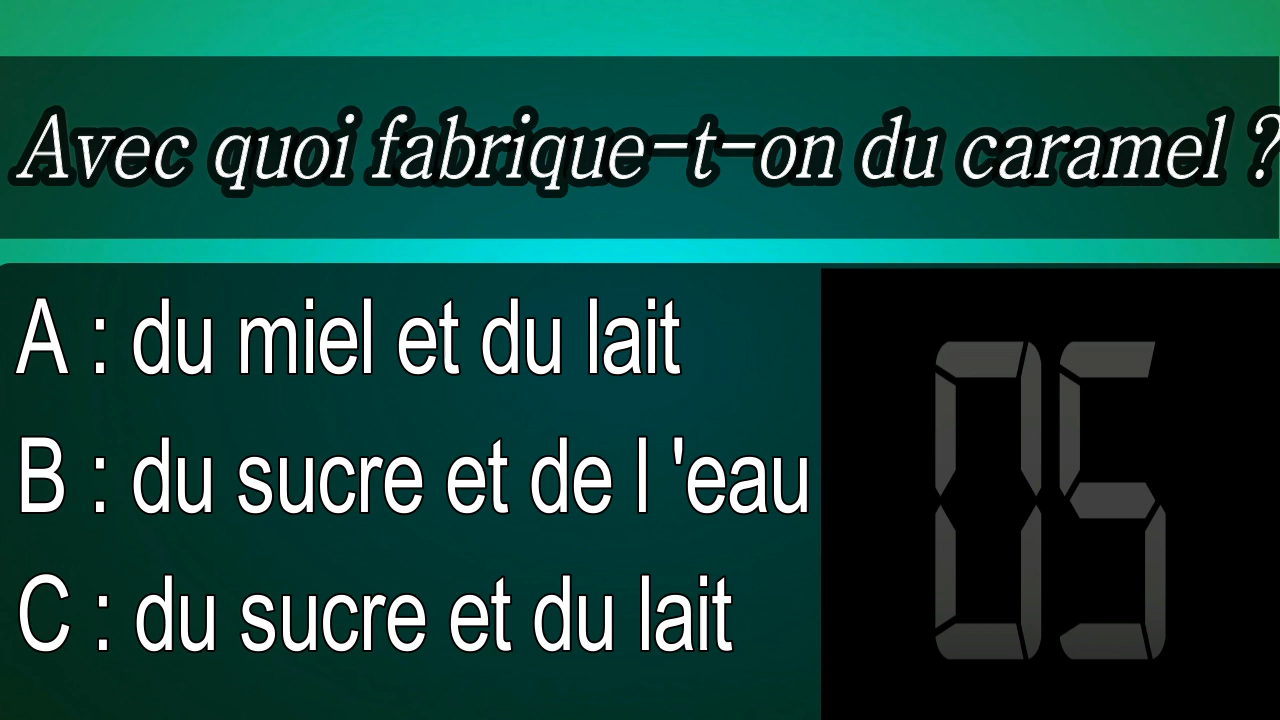 Avec quoi fabrique-t-on du caramel ?
A : du miel et du lait
B : du sucre et de l 'eau
C : du sucre et du lait
05